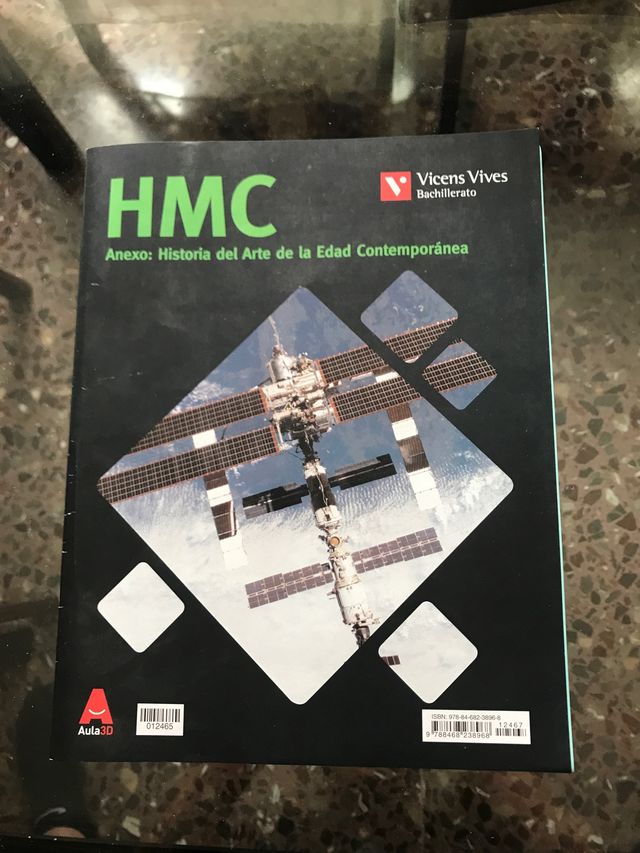 HMC
Vicens Vives
Bachillerato
Anexo: Historia del Arte de la Edad Contemporánea
Aula3D
012465
ISBN: 978-84-682-3896-8
12467
9 788468 238968